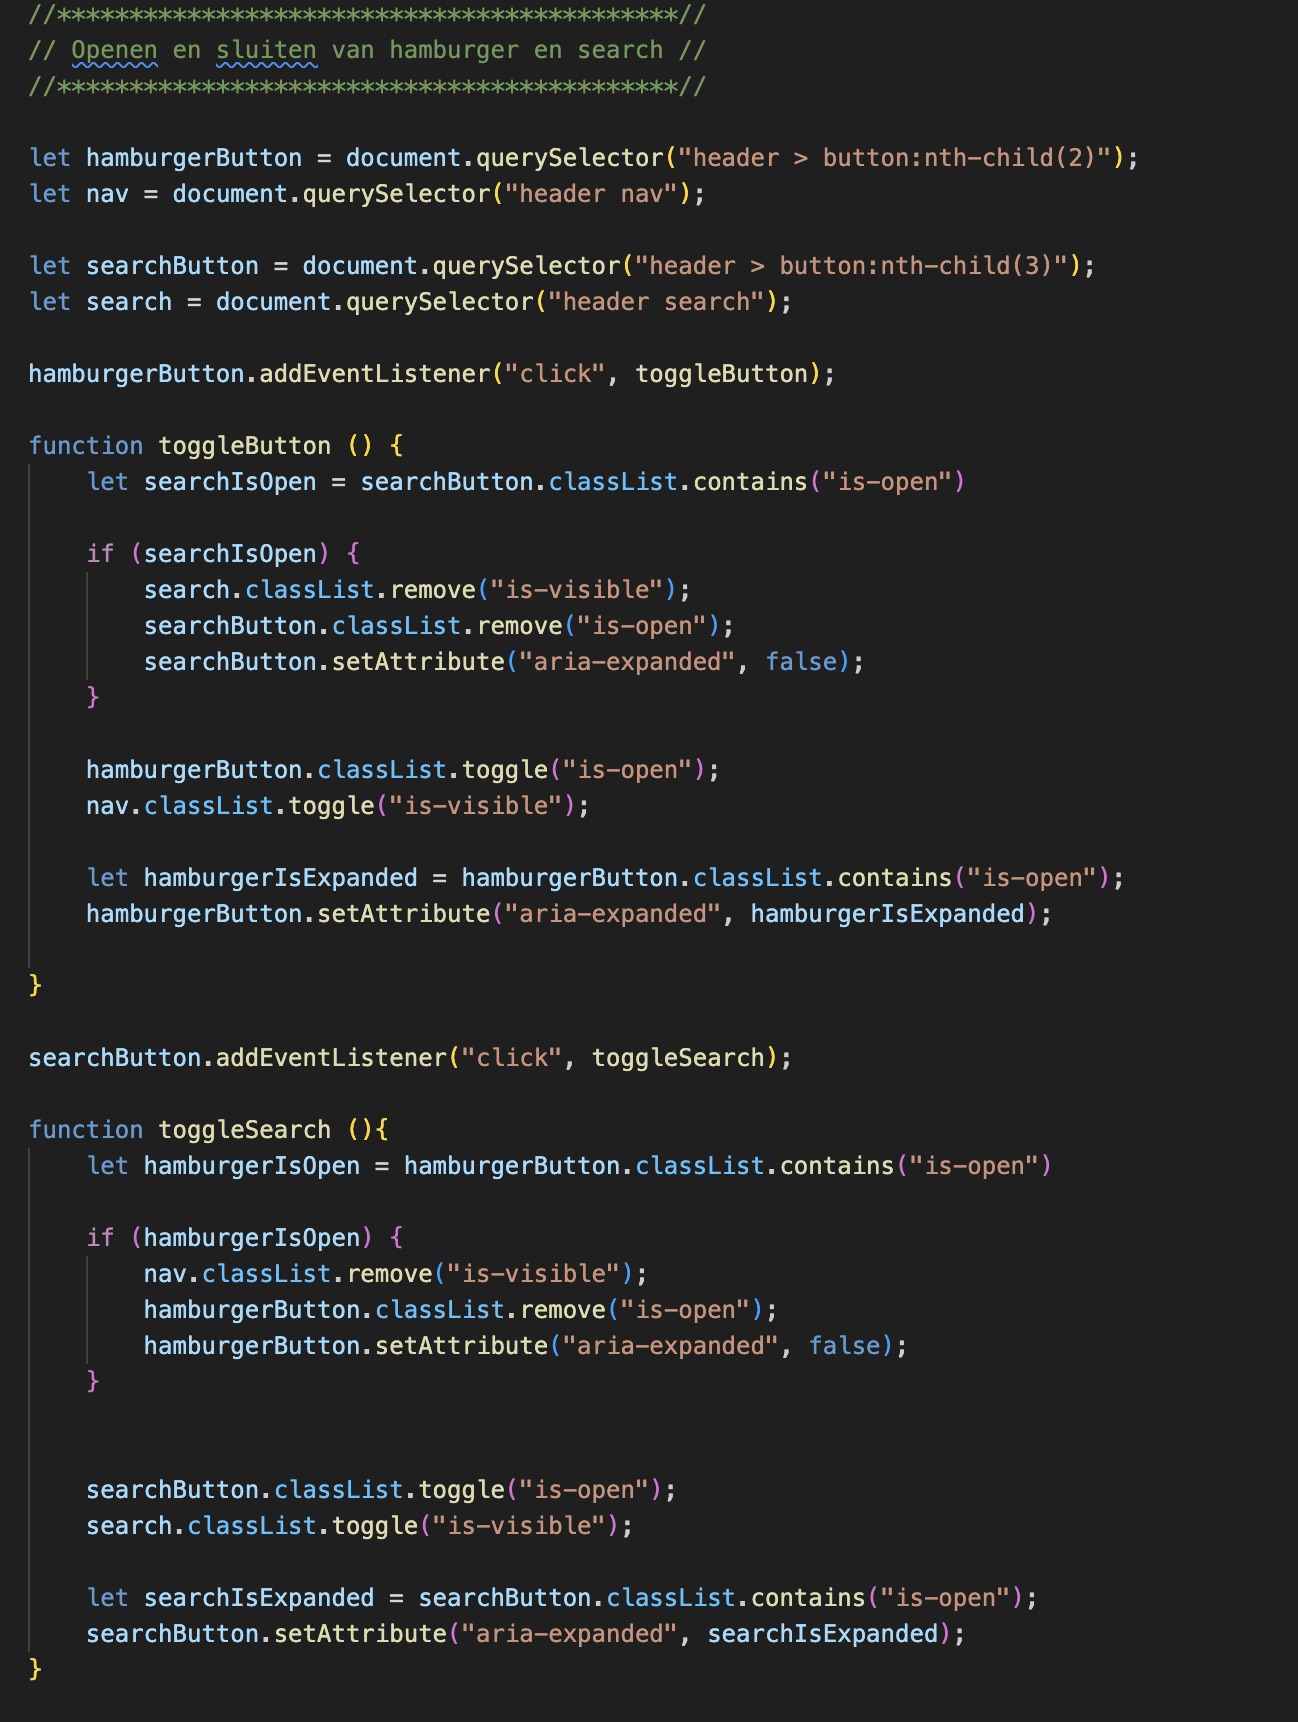 //*******************************************//
// Openen en sluiten van hamburger en search //
//*******************************************//
let hamburgerButton = document.querySelector("header > button:nth-child(2)");
let nav = document.querySelector("header nav");
let searchButton = document.querySelector("header > button:nth-child(3)");
let search = document.querySelector("header search");
hamburgerButton.addEventListener("click", toggleButton);
function toggleButton () {
    let searchIsOpen = searchButton.classList.contains("is-open")
    if (searchIsOpen) {
        search.classList.remove("is-visible");
        searchButton.classList.remove("is-open");
        searchButton.setAttribute("aria-expanded", false);
    }
    hamburgerButton.classList.toggle("is-open");
    nav.classList.toggle("is-visible");
    let hamburgerIsExpanded = hamburgerButton.classList.contains("is-open");
    hamburgerButton.setAttribute("aria-expanded", hamburgerIsExpanded);
}
searchButton.addEventListener("click", toggleSearch);
function toggleSearch (){
    let hamburgerIsOpen = hamburgerButton.classList.contains("is-open")
    if (hamburgerIsOpen) {
        nav.classList.remove("is-visible");
        hamburgerButton.classList.remove("is-open");
        hamburgerButton.setAttribute("aria-expanded", false);
    }
    searchButton.classList.toggle("is-open");
    search.classList.toggle("is-visible");
    let searchIsExpanded = searchButton.classList.contains("is-open");
    searchButton.setAttribute("aria-expanded", searchIsExpanded);
}